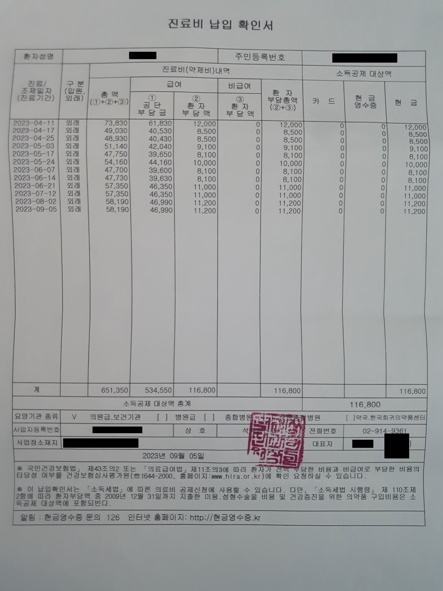 진료비 납입 확인서
환자성명 주민등록번호
진료/조제일자(진료기간) 구분(입원,외래) 진료비(약제비)내역 소득공제 대상액
총액(①+②+③) 급여 비급여 환자부담총액(②+③) 카드 현금영수증 현금
①공단부담금 ②환자부담액 ③환자부담액
2023-04-11 외래 73,830 61,830 12,000 0 12,000 0 0 12,000
2023-04-17 외래 49,030 40,530 8,500 0 8,500 0 0 8,500
2023-04-25 외래 48,930 40,430 8,500 0 8,500 0 0 8,500
2023-05-03 외래 51,140 42,040 9,100 0 9,100 0 0 9,100
2023-05-17 외래 47,750 39,650 8,100 0 8,100 0 0 8,100
2023-05-24 외래 54,160 44,160 10,000 0 10,000 0 0 10,000
2023-06-07 외래 47,700 39,600 8,100 0 8,100 0 0 8,100
2023-06-14 외래 47,730 39,630 8,100 0 8,100 0 0 8,100
2023-06-21 외래 57,350 46,350 11,000 0 11,000 0 0 11,000
2023-07-12 외래 57,350 46,350 11,000 0 11,000 0 0 11,000
2023-08-02 외래 58,190 46,990 11,200 0 11,200 0 0 11,200
2023-09-05 외래 58,190 46,990 11,200 0 11,200 0 0 11,200
계 651,350 534,550 116,800 116,800 116,800
소득공제 대상액 총계 116,800
요양기관 종류 V 의원급,보건기관 [ ] 병원급 [ ] 종합병원 병원 [ ]약국,한국희귀의약품센터
사업자등록번호 상호 석 전화번호 02-914-9361
사업장소재지 대표자
2023년 09월 05일
※ 국민건강보험법」 제43조의2 또는 「의료급여법」제11조의3에 따라 환자가 전액 부담한 비용과 비급여로 부담한 비용의
타당성 여부를 건강보험심사평가원(☎1644-2000, 홈페이지:www.hira.or.kr)에 확인 요청하실 수 있습니다.
※ 이 납입확인서는 「소득세법」에 따른 의료비 공제신청에 사용할 수 있습니다. 다만, 「소득세법 시행령」 제 110조제
2항에 따라 환자부담액 중 2009년 12월 31일까지 지출한 미용.성형수술을 비용 및 건강증진을 위한 의약품 구입비용은 소
득공제 대상에 포함되었다.
알림 : 현금영수증 문의 126 인터넷 홈페이지: http://현금영수증.kr